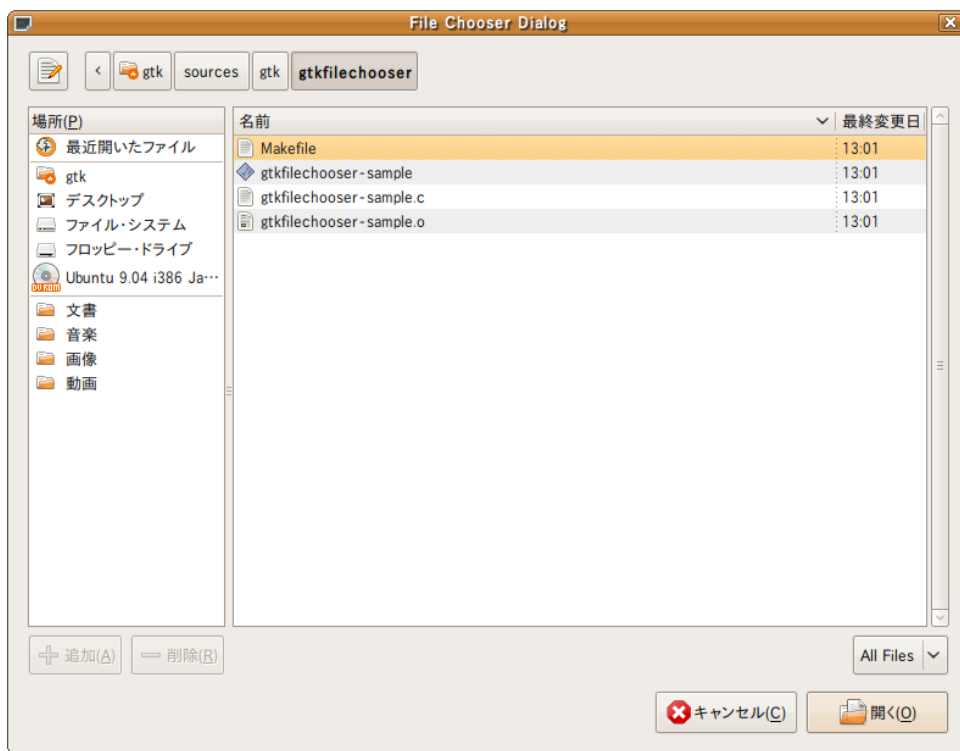 File Chooser Dialog
< gtk sources gtk gtkfilechooser
場所(P)
最近開いたファイル
gtk
デスクトップ
ファイル・システム
フロッピー・ドライブ
Ubuntu 9.04 i386 Ja…
DVD ROM
文書
音楽
画像
動画
名前 最終変更日
Makefile 13:01
gtkfilechooser-sample 13:01
gtkfilechooser-sample.c 13:01
gtkfilechooser-sample.o 13:01
追加(A) 削除(R)
All Files
キャンセル(C) 開く(O)